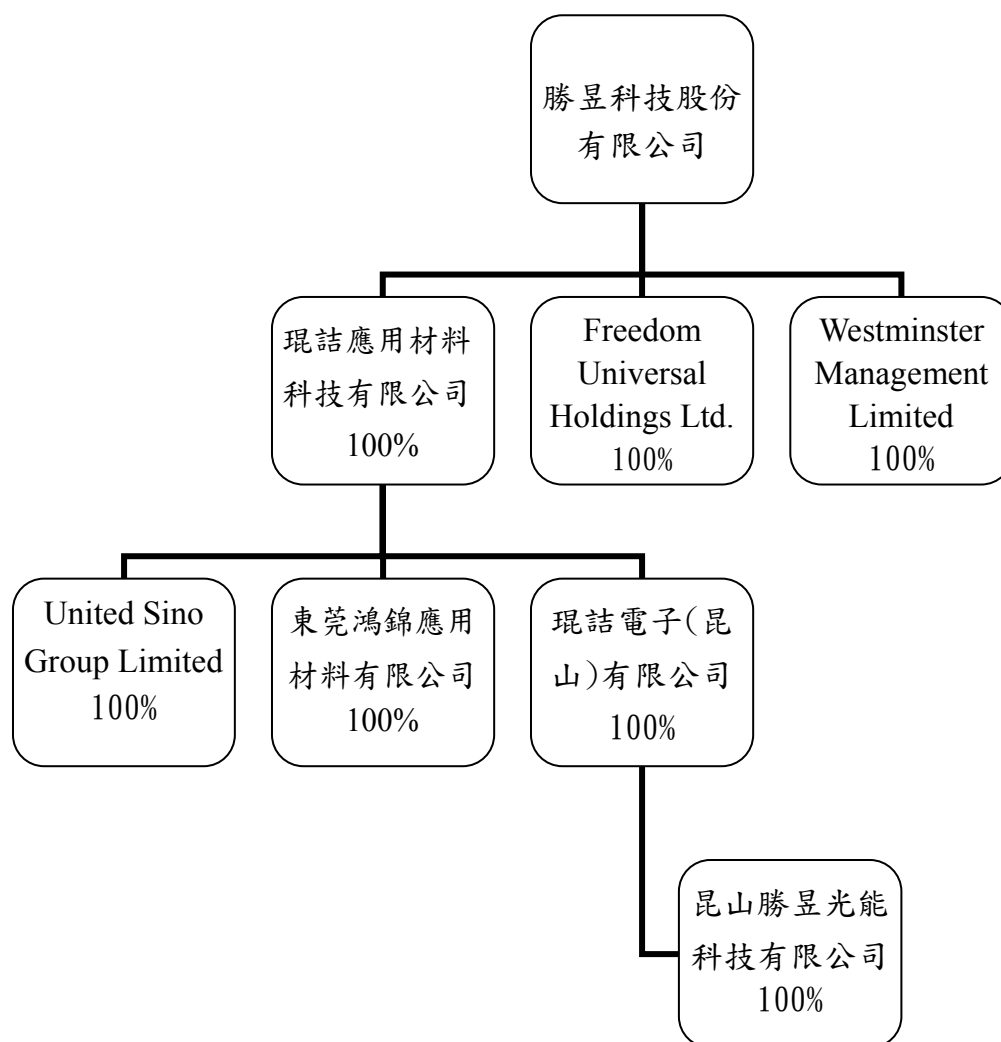 勝昱科技股份
有限公司
琨詰應用材料
科技有限公司
100%
Freedom
Universal
Holdings Ltd.
100%
Westminster
Management
Limited
100%
United Sino
Group Limited
100%
東莞鴻錦應用
材料有限公司
100%
琨詰電子(昆
山)有限公司
100%
昆山勝昱光能
科技有限公司
100%